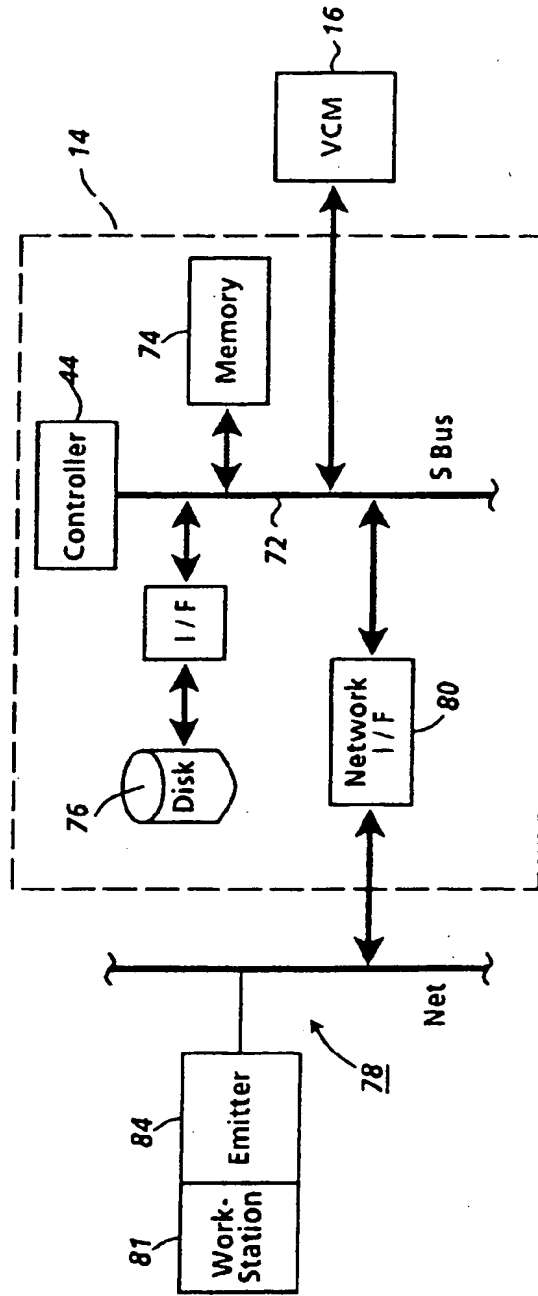 14
Controller
44
74
Memory
16
VCM
76
Disk
I / F
72
S Bus
Network
I / F
80
81
84
Work-
Station
Emitter
Net
78